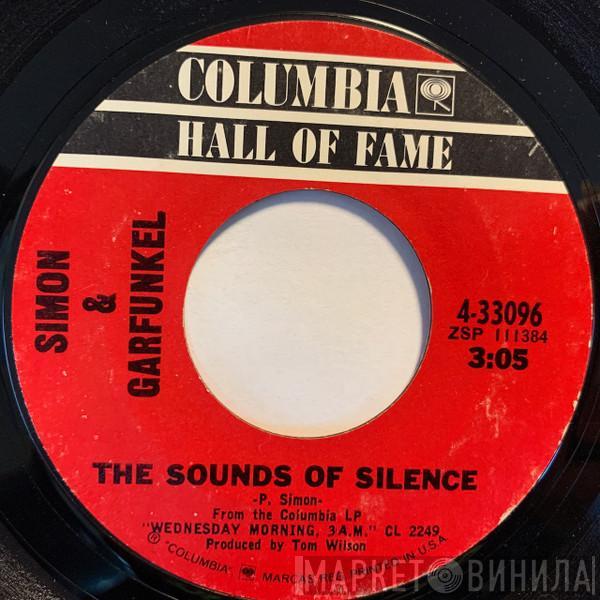 COLUMBIA
HALL OF FAME
SIMON
&
GARFUNKEL
4-33096
ZSP 111384
3:05
THE SOUNDS OF SILENCE
-P. Simon-
From the Columbia LP
"WEDNESDAY MORNING, 3 A.M." CL 2249
Produced by Tom Wilson
® "COLUMBIA" MARCAS REG. PRINTED IN U.S.A.
МАРКЕТ ВИНИЛА